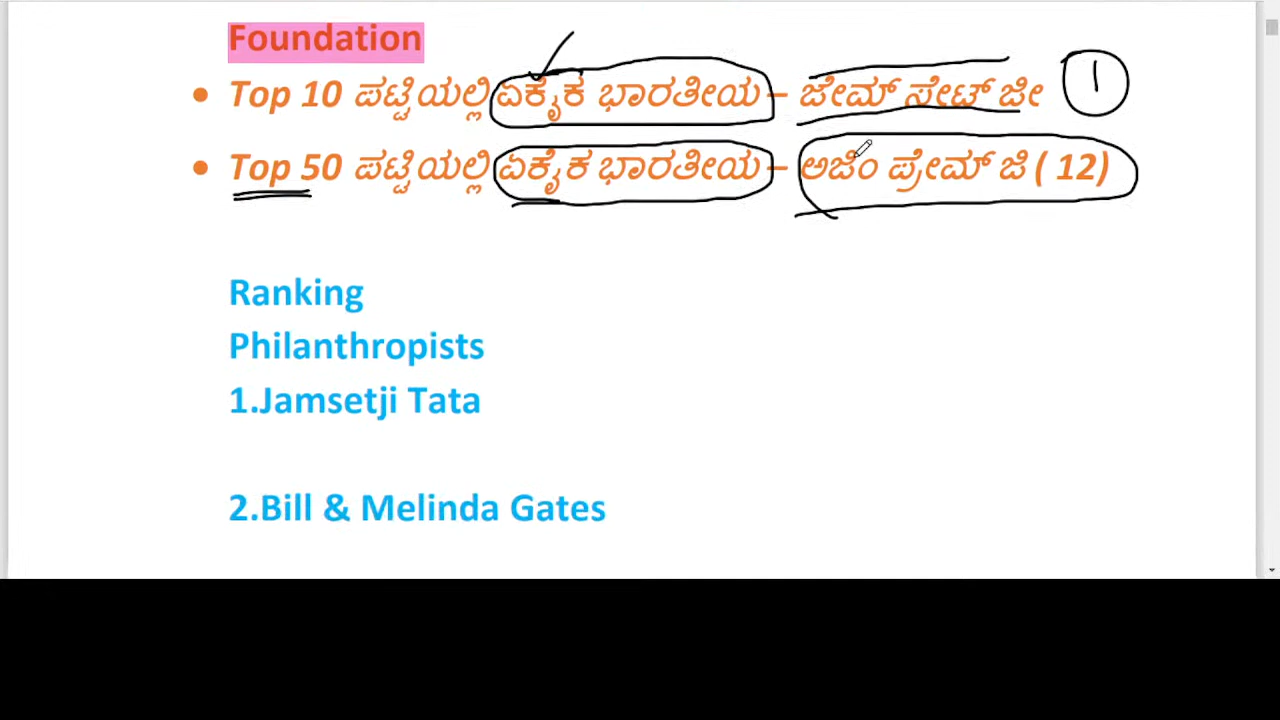 Foundation
• Top 10 ಪಟ್ಟಿಯಲ್ಲಿ ಏಕೈಕ ಭಾರತೀಯ – ಜೇಮ್ ಸೇಟ್ ಜೀ 1
• Top 50 ಪಟ್ಟಿಯಲ್ಲಿ ಏಕೈಕ ಭಾರತೀಯ – ಅಜಿಂ ಪ್ರೇಮ್ ಜಿ ( 12)
Ranking
Philanthropists
1.Jamsetji Tata
2.Bill & Melinda Gates